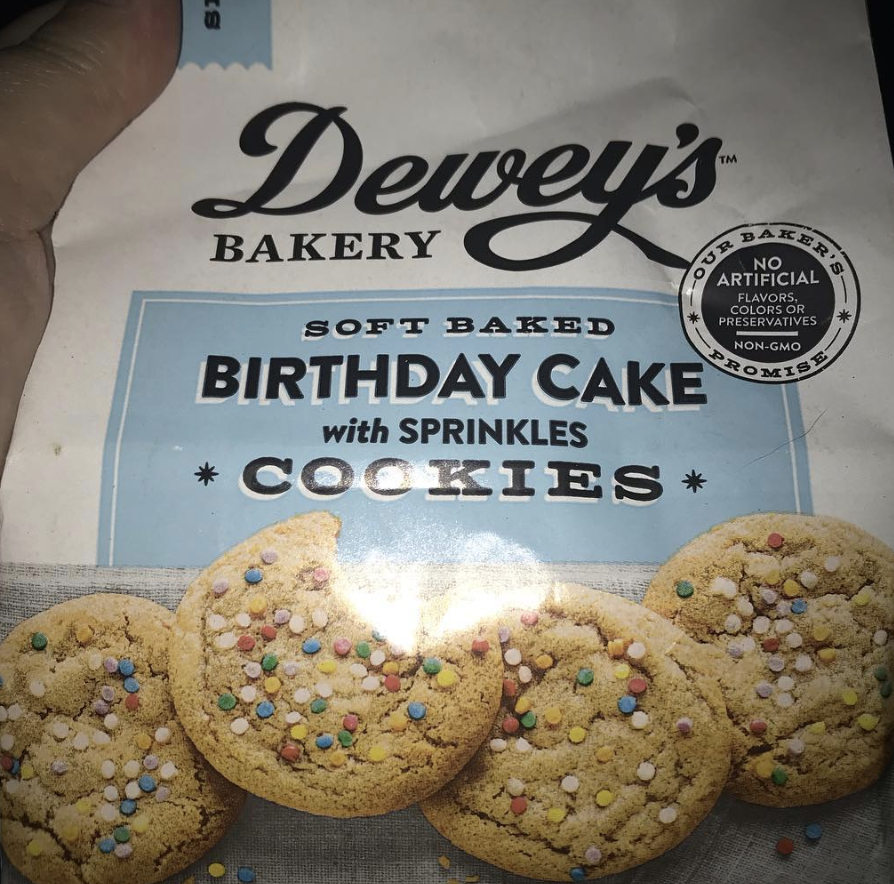 Dewey's™
BAKERY
OUR BAKER'S
NO
ARTIFICIAL
FLAVORS,
COLORS OR
PRESERVATIVES
NON-GMO
PROMISE
SOFT BAKED
BIRTHDAY CAKE
with SPRINKLES
* COOKIES *